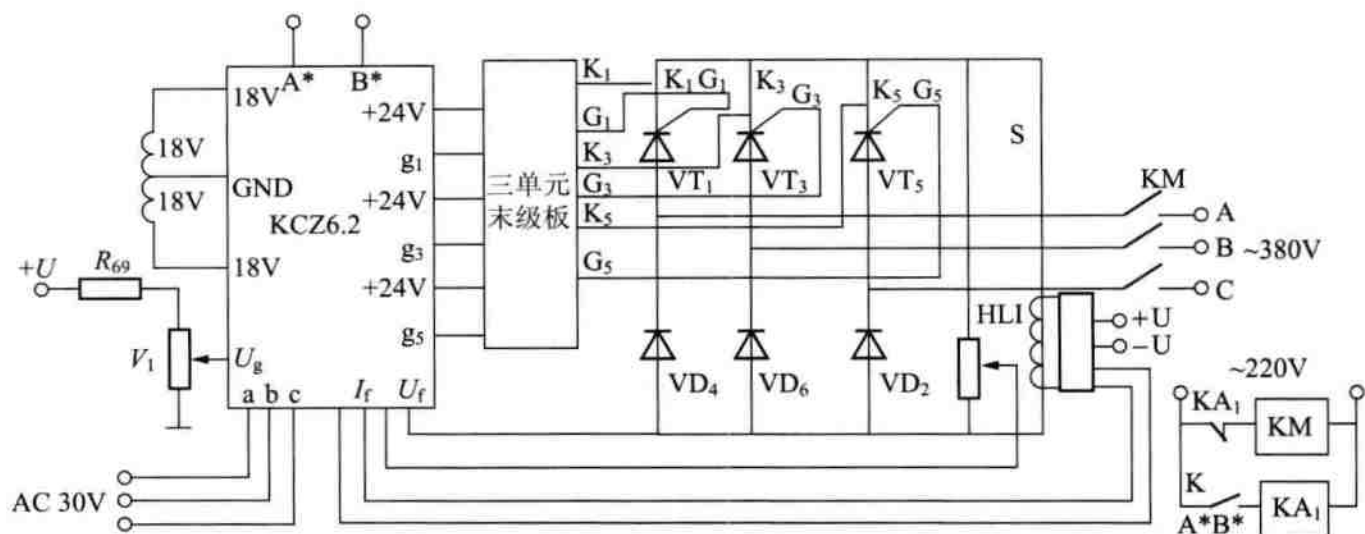 A*
B*
18V
18V
GND
18V
18V
KCZ6.2
+24V
g1
+24V
g3
+24V
g5
+U
R69
V1
Ug
a b c
If
Uf
AC 30V
三单元
末级板
K1
G1
K3
G3
K5
G5
K1 G1
K3
G3
K5 G5
VT1
VT3
VT5
S
KM
A
B
C
~380V
VD4
VD6
VD2
HLI
+U
-U
~220V
KA1
KM
K
A*B*
KA1